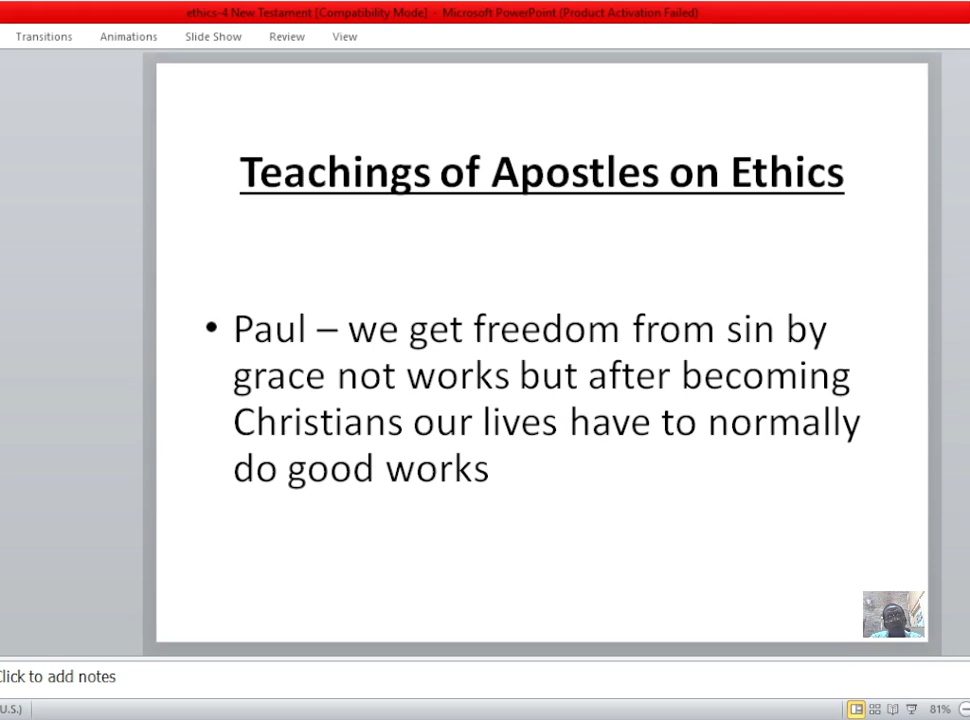 ethics-4 New Testament [Compatibility Mode] - Microsoft PowerPoint (Product Activation Failed)
Transitions Animations Slide Show Review View
Teachings of Apostles on Ethics
• Paul – we get freedom from sin by
grace not works but after becoming
Christians our lives have to normally
do good works
Click to add notes
U.S.) 81%